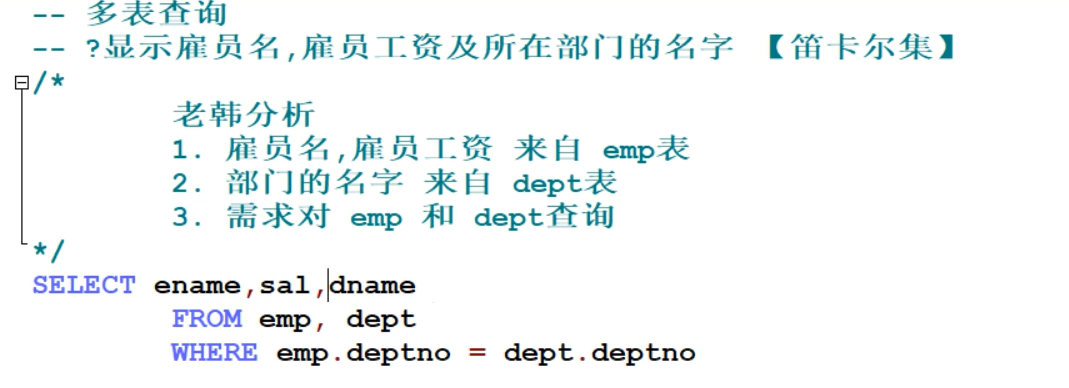 -- 多表查询
-- ?显示雇员名,雇员工资及所在部门的名字 【笛卡尔集】
/*
老韩分析
1. 雇员名,雇员工资 来自 emp表
2. 部门的名字 来自 dept表
3. 需求对 emp 和 dept查询
*/
SELECT ename,sal,dname
FROM emp, dept
WHERE emp.deptno = dept.deptno